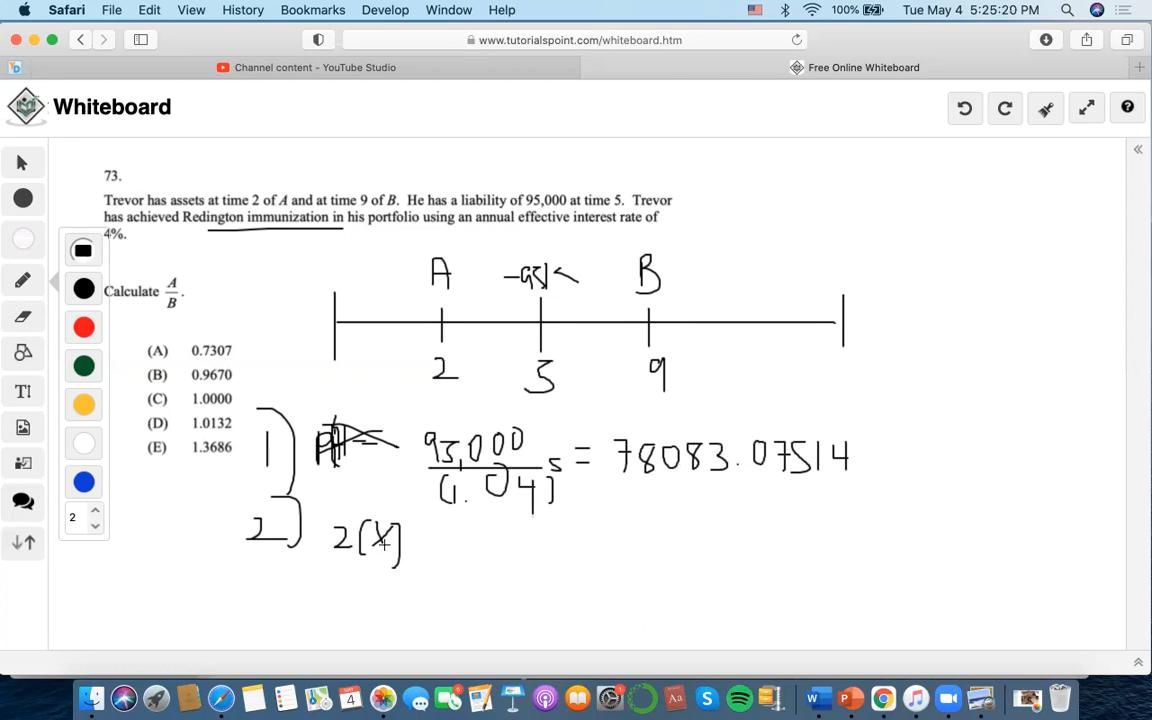 Safari File Edit View History Bookmarks Develop Window Help 100% Tue May 4 5:25:20 PM
www.tutorialspoint.com/whiteboard.htm
Channel content - YouTube Studio Free Online Whiteboard
Whiteboard
73.
Trevor has assets at time 2 of A and at time 9 of B. He has a liability of 95,000 at time 5. Trevor
has achieved Redington immunization in his portfolio using an annual effective interest rate of
4%.
A -95k B
Calculate A/B.
2 5 9
(A) 0.7307
(B) 0.9670
(C) 1.0000
(D) 1.0132
(E) 1.3686
1) 95,000 / (1.04)^5 = 78083.07514
2) 2(X)
2